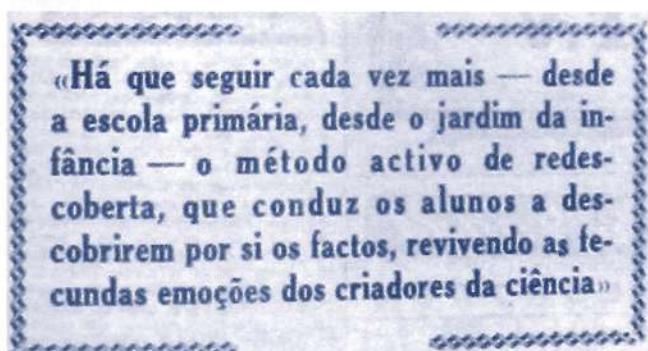 «Há que seguir cada vez mais — desde
a escola primária, desde o jardim da in-
fância — o método activo de redes-
coberta, que conduz os alunos a des-
cobrirem por si os factos, revivendo as fe-
cundas emoções dos criadores da ciência»